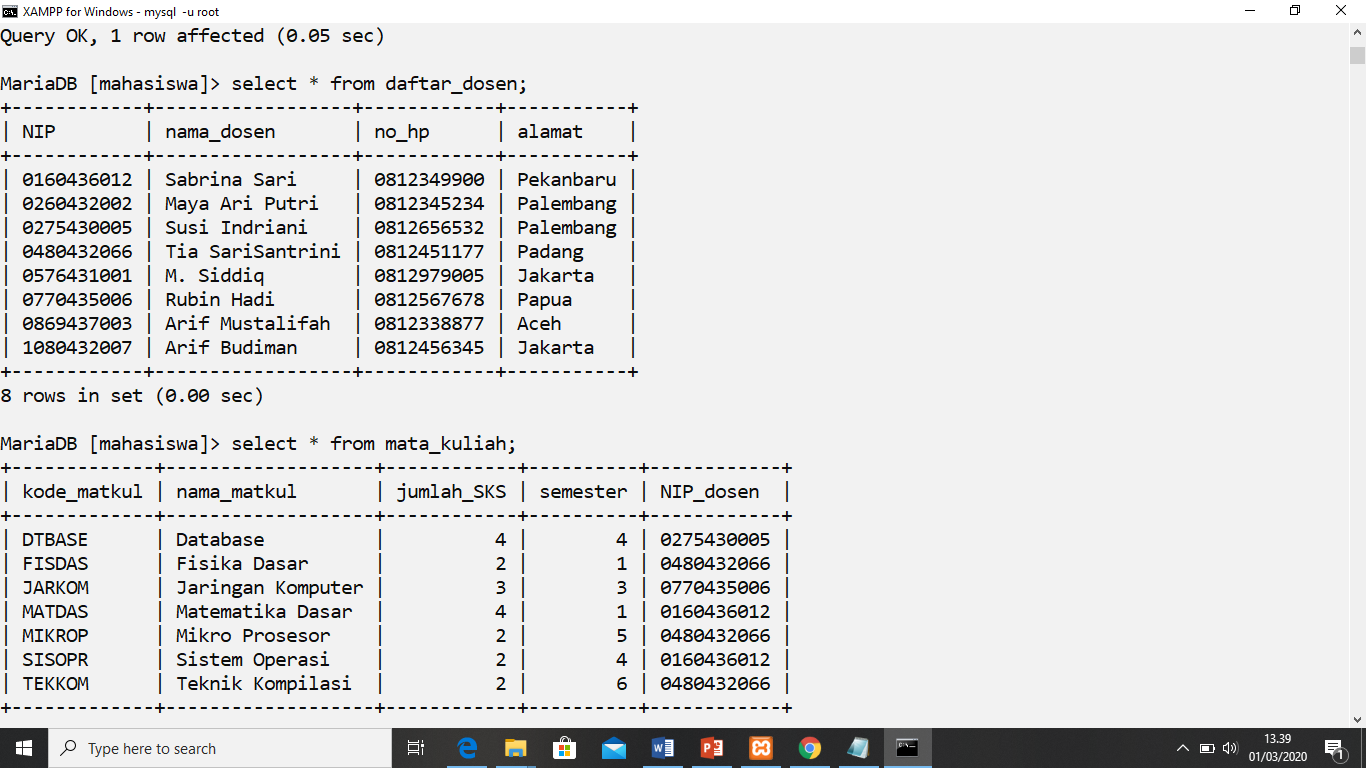 XAMPP for Windows - mysql -u root
Query OK, 1 row affected (0.05 sec)
MariaDB [mahasiswa]> select * from daftar_dosen;
+------------+------------------+------------+-----------+
| NIP        | nama_dosen       | no_hp      | alamat    |
+------------+------------------+------------+-----------+
| 0160436012 | Sabrina Sari     | 0812349900 | Pekanbaru |
| 0260432002 | Maya Ari Putri   | 0812345234 | Palembang |
| 0275430005 | Susi Indriani    | 0812656532 | Palembang |
| 0480432066 | Tia SariSantrini | 0812451177 | Padang    |
| 0576431001 | M. Siddiq        | 0812979005 | Jakarta   |
| 0770435006 | Rubin Hadi       | 0812567678 | Papua     |
| 0869437003 | Arif Mustalifah  | 0812338877 | Aceh      |
| 1080432007 | Arif Budiman     | 0812456345 | Jakarta   |
+------------+------------------+------------+-----------+
8 rows in set (0.00 sec)
MariaDB [mahasiswa]> select * from mata_kuliah;
+-------------+-------------------+------------+----------+------------+
| kode_matkul | nama_matkul       | jumlah_SKS | semester | NIP_dosen  |
+-------------+-------------------+------------+----------+------------+
| DTBASE      | Database          |          4 |        4 | 0275430005 |
| FISDAS      | Fisika Dasar      |          2 |        1 | 0480432066 |
| JARKOM      | Jaringan Komputer |          3 |        3 | 0770435006 |
| MATDAS      | Matematika Dasar  |          4 |        1 | 0160436012 |
| MIKROP      | Mikro Prosesor    |          2 |        5 | 0480432066 |
| SISOPR      | Sistem Operasi    |          2 |        4 | 0160436012 |
| TEKKOM      | Teknik Kompilasi  |          2 |        6 | 0480432066 |
+-------------+-------------------+------------+----------+------------+
Type here to search
13.39
01/03/2020
1